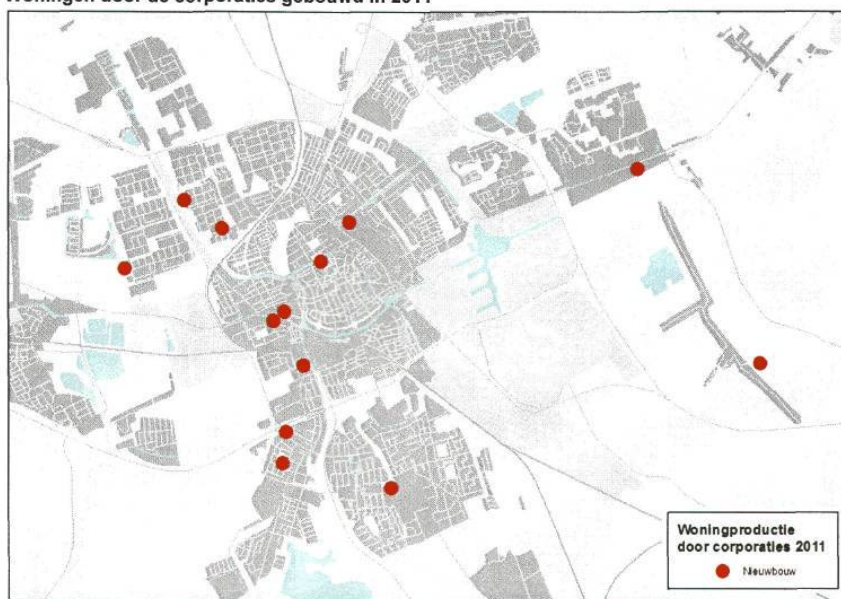 Woningen door de corporaties gebouwd in 2011
Woningproductie
door corporaties 2011
Nieuwbouw